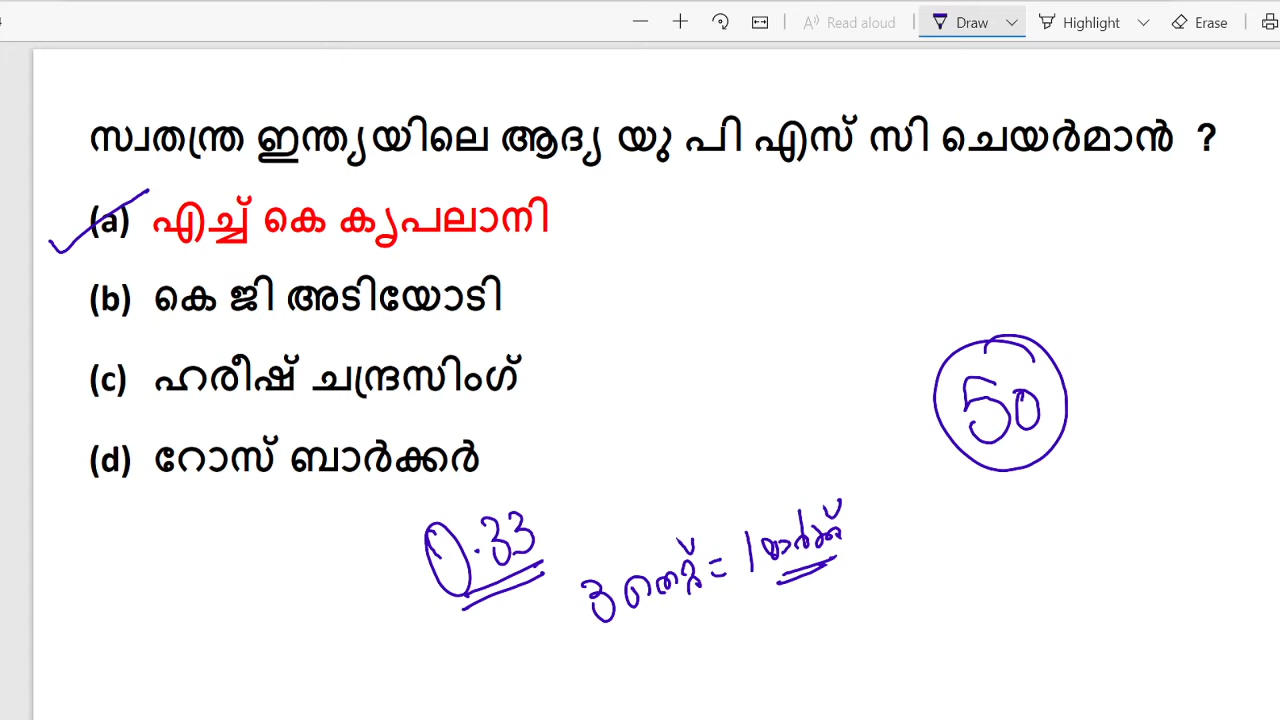 Read aloud Draw Highlight Erase
സ്വതന്ത്ര ഇന്ത്യയിലെ ആദ്യ യു പി എസ് സി ചെയർമാൻ ?
(a) എച്ച് കെ കൃപലാനി
(b) കെ ജി അടിയോടി
(c) ഹരീഷ് ചന്ദ്രസിംഗ്
(d) റോസ് ബാർക്കർ
50
0.33
3 തെറ്റ് = 1 മാർക്ക്